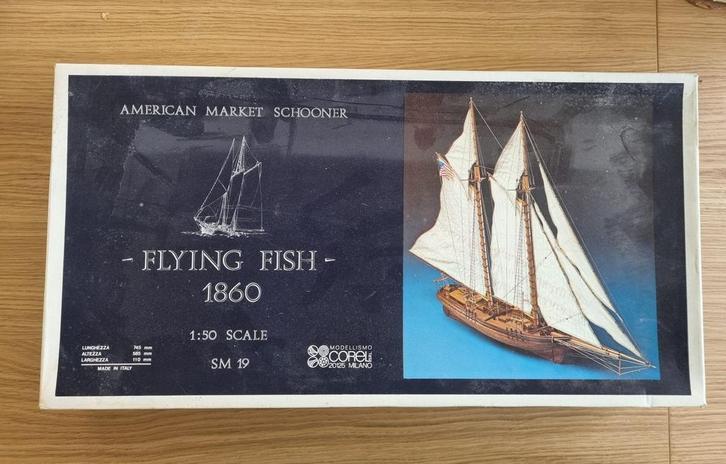 AMERICAN MARKET SCHOONER
- FLYING FISH -
1860
1:50 SCALE
SM 19
LUNGHEZZA 745 mm
ALTEZZA 585 mm
LARGHEZZA 110 mm
MADE IN ITALY
MODELLISMO
COREL
20125 MILANO